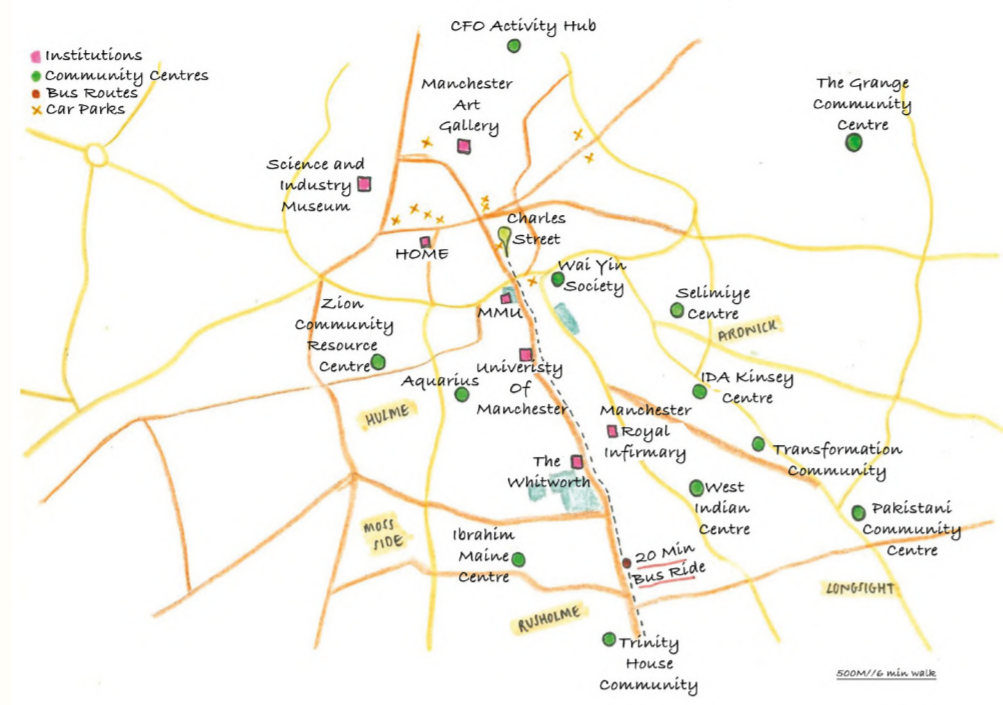 CFO Activity Hub
Institutions
Community Centres
Bus Routes
Car Parks
Manchester
Art
Gallery
The Grange
Community
Centre
Science and
Industry
Museum
Charles
Street
HOME
Wai Yin
Society
MMU
Selimiye
Centre
ARDWICK
Zion
Community
Resource
Centre
Univeristy
Of
Manchester
Aquarius
IDA Kinsey
Centre
HULME
Manchester
Royal
Infirmary
Transformation
Community
The
Whitworth
West
Indian
Centre
Pakistani
Community
Centre
MOSS
SIDE
Ibrahim
Maine
Centre
20 Min
Bus Ride
LONGSIGHT
RUSHOLME
Trinity
House
Community
500M//6 min walk